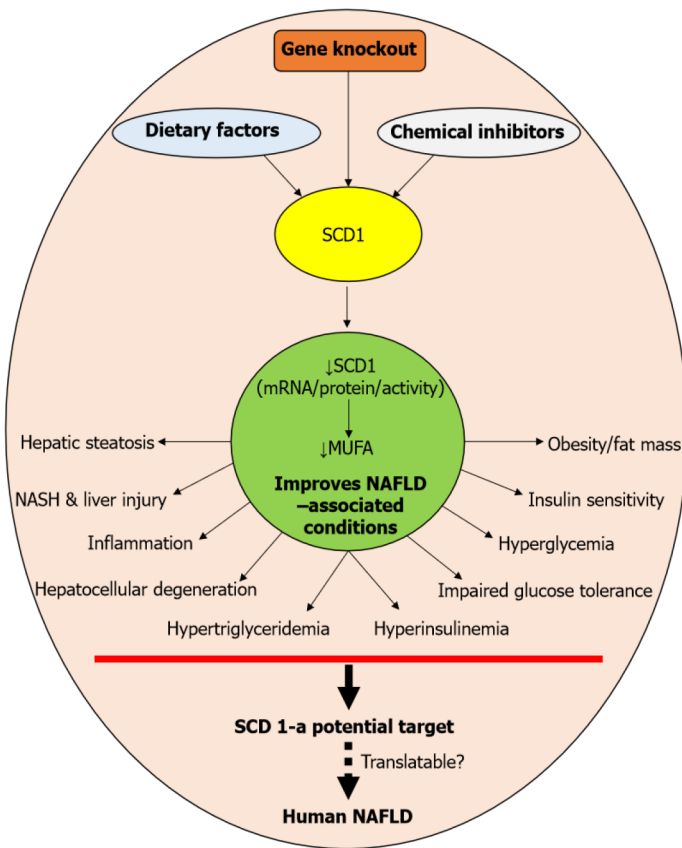 Gene knockout
Dietary factors
Chemical inhibitors
SCD1
↓SCD1
(mRNA/protein/activity)
↓MUFA
Improves NAFLD
–associated
conditions
Hepatic steatosis
NASH & liver injury
Inflammation
Hepatocellular degeneration
Hypertriglyceridemia
Hyperinsulinemia
Impaired glucose tolerance
Hyperglycemia
Insulin sensitivity
Obesity/fat mass
SCD 1-a potential target
Translatable?
Human NAFLD